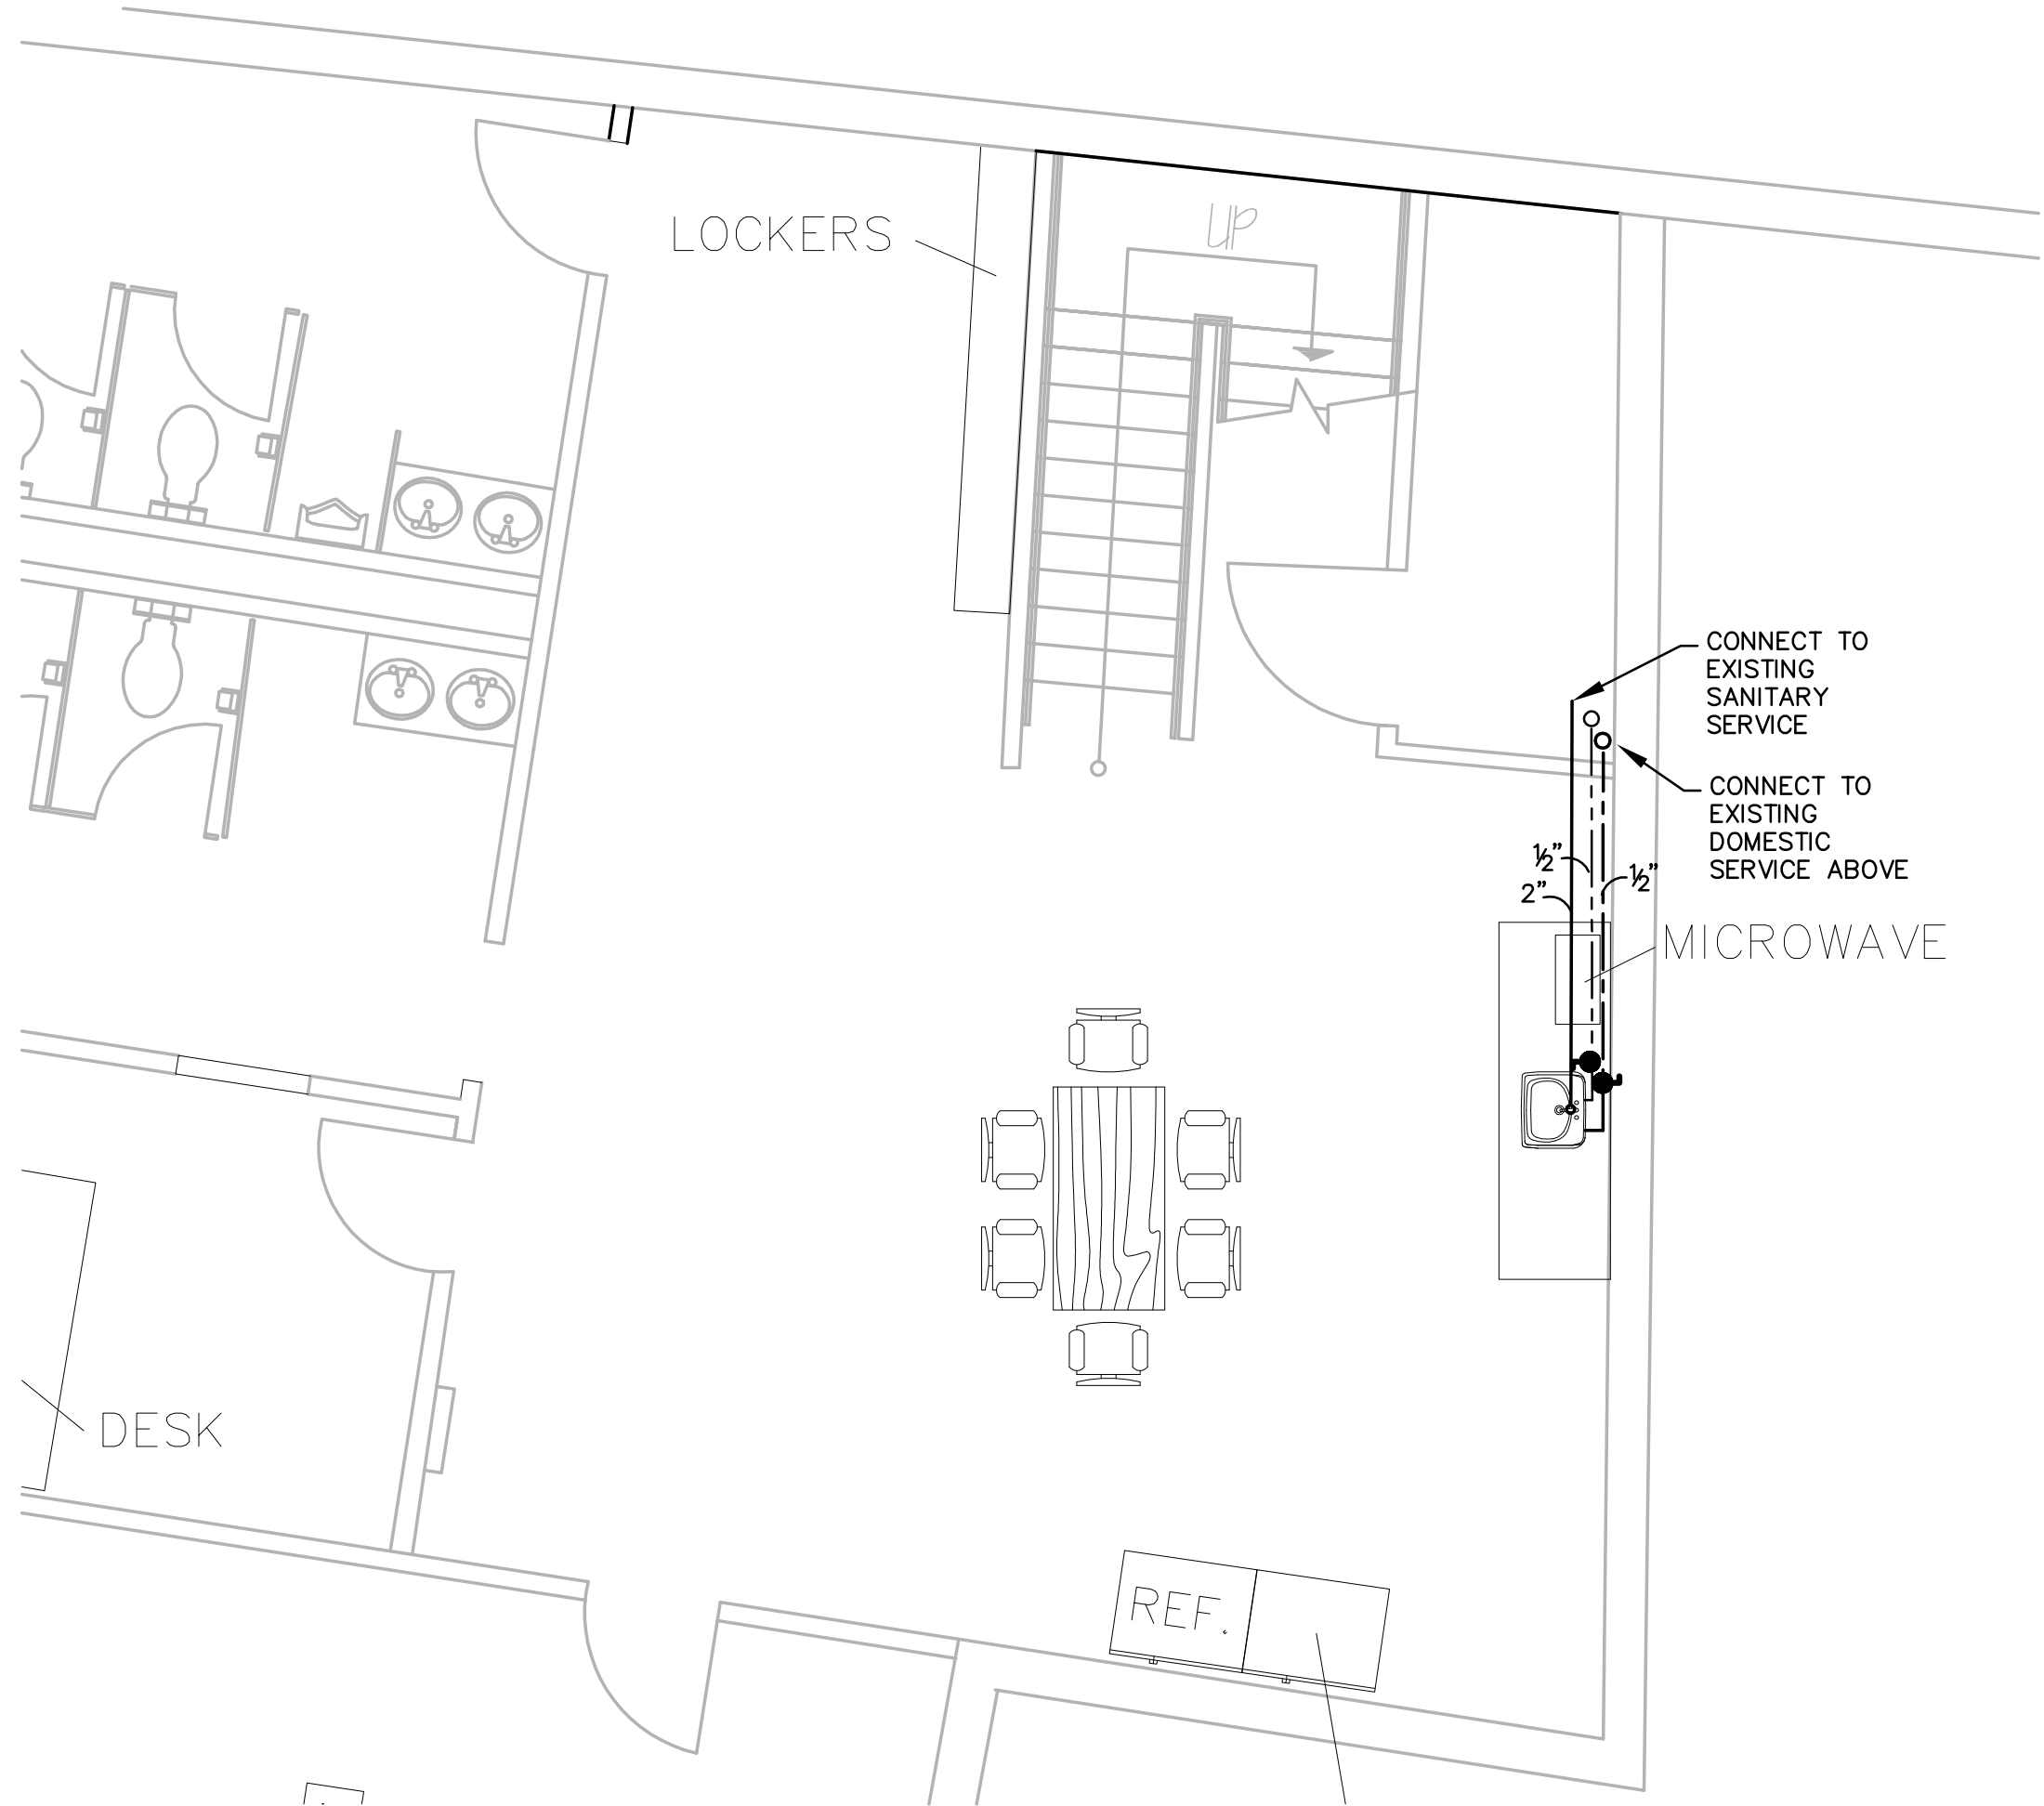 LOCKERS
UP
CONNECT TO
EXISTING
SANITARY
SERVICE
CONNECT TO
EXISTING
DOMESTIC
SERVICE ABOVE
½"
2"
½"
MICROWAVE
DESK
REF.